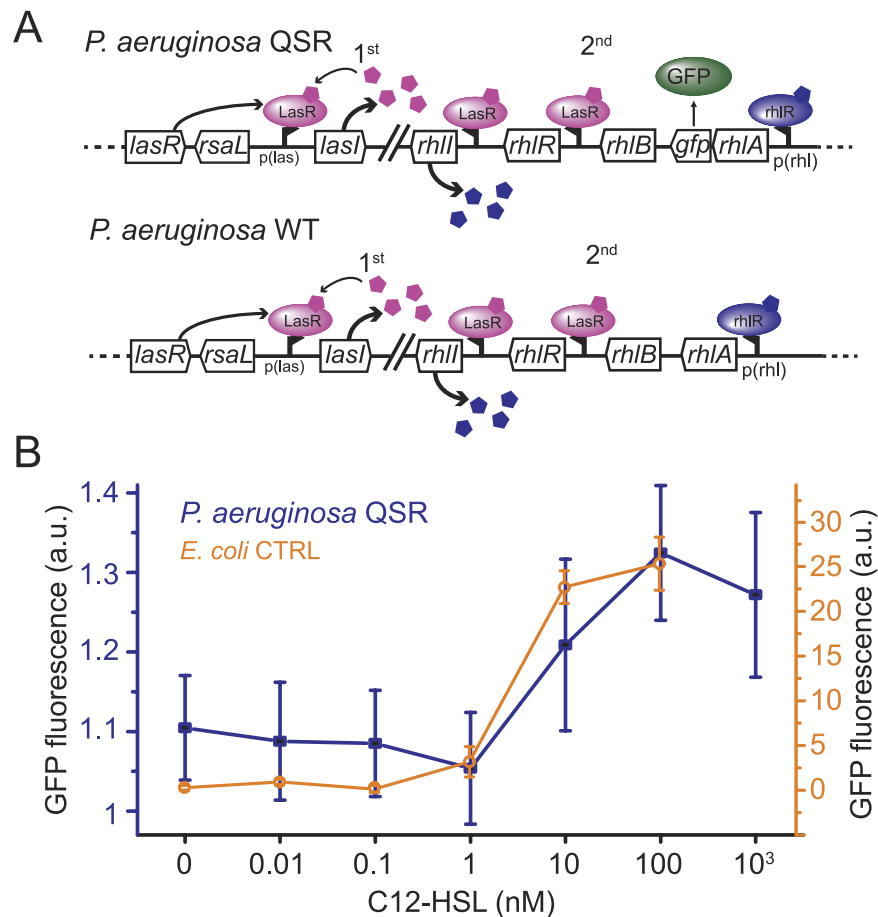 A
P. aeruginosa QSR
1st
2nd
GFP
LasR LasR LasR rhlR
lasR rsaL p(las) lasI rhlI rhlR rhlB gfp rhlA p(rhl)
P. aeruginosa WT
1st
2nd
LasR LasR LasR rhlR
lasR rsaL p(las) lasI rhlI rhlR rhlB rhlA p(rhl)
B
P. aeruginosa QSR
E. coli CTRL
GFP fluorescence (a.u.)
1.4
1.3
1.2
1.1
1
GFP fluorescence (a.u.)
30
25
20
15
10
5
0
0 0.01 0.1 1 10 100 10³
C12-HSL (nM)